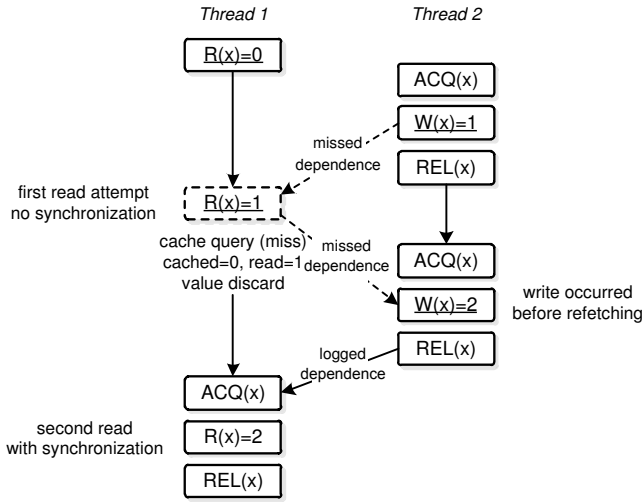 Thread 1
Thread 2
R(x)=0
ACQ(x)
W(x)=1
missed
dependence
REL(x)
first read attempt
no synchronization
R(x)=1
cache query (miss)
cached=0, read=1
value discard
missed
dependence
ACQ(x)
W(x)=2
write occurred
before refetching
REL(x)
logged
dependence
ACQ(x)
second read
with synchronization
R(x)=2
REL(x)